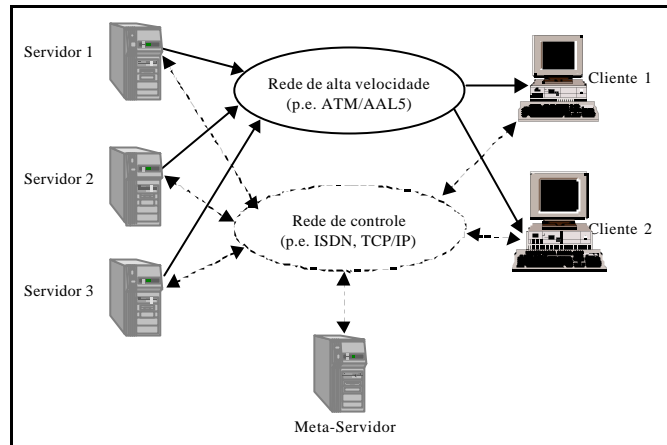 Servidor 1
Servidor 2
Servidor 3
Rede de alta velocidade
(p.e. ATM/AAL5)
Rede de controle
(p.e. ISDN, TCP/IP)
Cliente 1
Cliente 2
Meta-Servidor